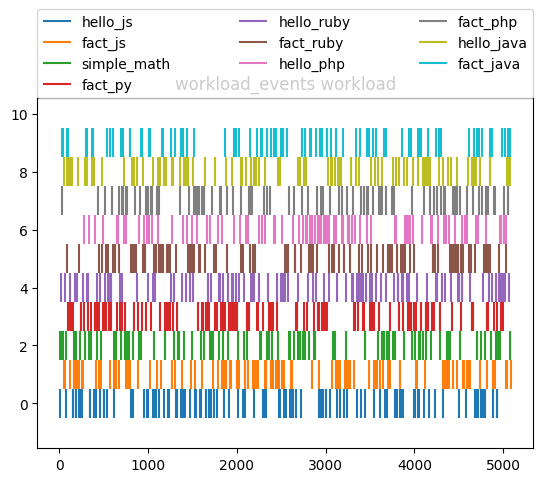 hello_js hello_ruby fact_php
fact_js fact_ruby hello_java
simple_math hello_php fact_java
fact_py
workload_events workload
10
8
6
4
2
0
0 1000 2000 3000 4000 5000